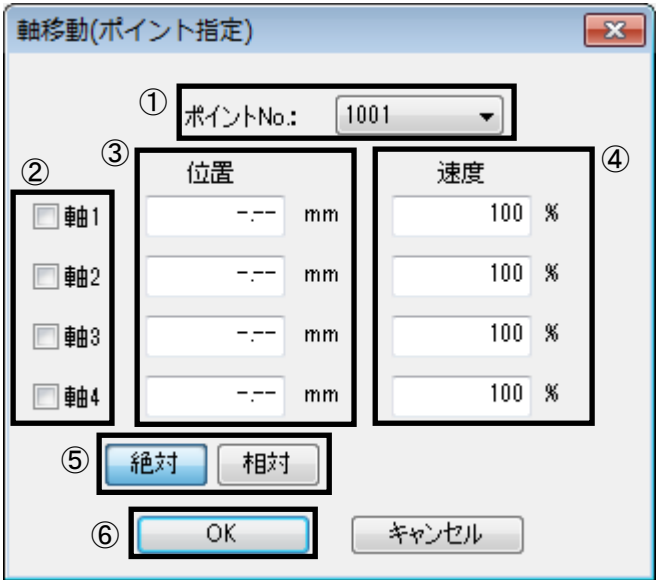 軸移動(ポイント指定)
① ポイントNo.: 1001
② ③ 位置 速度 ④
軸1 -.-- mm 100 %
軸2 -.-- mm 100 %
軸3 -.-- mm 100 %
軸4 -.-- mm 100 %
⑤ 絶対 相対
⑥ OK キャンセル